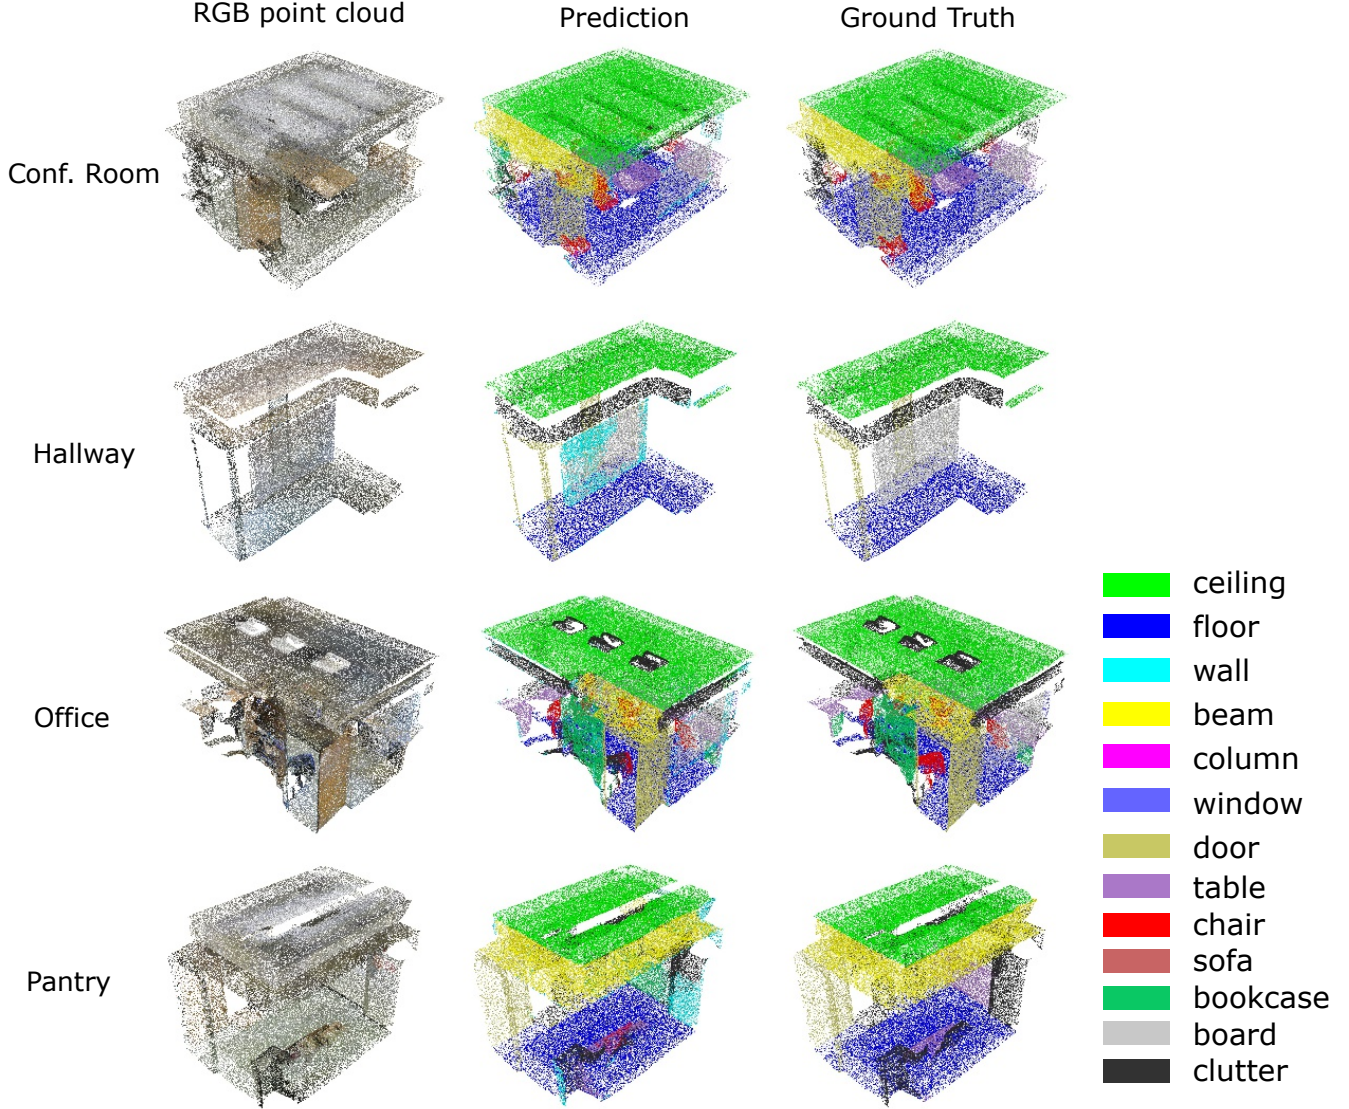 RGB point cloud
Prediction
Ground Truth
Conf. Room
Hallway
Office
Pantry
ceiling
floor
wall
beam
column
window
door
table
chair
sofa
bookcase
board
clutter